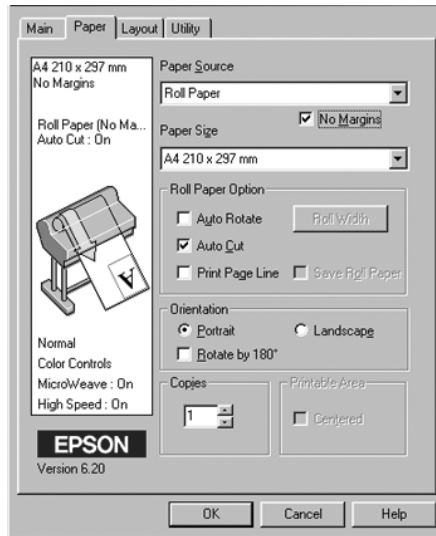 Main Paper Layout Utility
A4 210 x 297 mm
No Margins
Roll Paper (No Ma...
Auto Cut : On
A
Normal
Color Controls
MicroWeave : On
High Speed : On
EPSON
Version 6.20
Paper Source
Roll Paper
No Margins
Paper Size
A4 210 x 297 mm
Roll Paper Option
Auto Rotate Roll Width
Auto Cut
Print Page Line Save Roll Paper
Orientation
Portrait Landscape
Rotate by 180°
Copies
1
Printable Area
Centered
OK Cancel Help